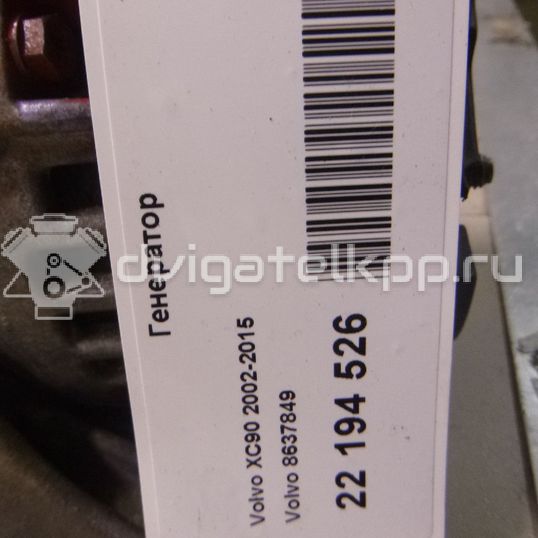 Генератор
Volvo XC90 2002-2015
Volvo 8637849
22 194 526
dvigatelkpp.ru